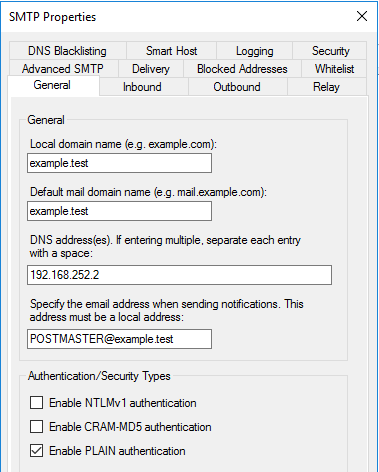 SMTP Properties
DNS Blacklisting Smart Host Logging Security
Advanced SMTP Delivery Blocked Addresses Whitelist
General Inbound Outbound Relay
General
Local domain name (e.g. example.com):
example.test
Default mail domain name (e.g. mail.example.com):
example.test
DNS address(es). If entering multiple, separate each entry
with a space:
192.168.252.2
Specify the email address when sending notifications. This
address must be a local address:
POSTMASTER@example.test
Authentication/Security Types
Enable NTLMv1 authentication
Enable CRAM-MD5 authentication
Enable PLAIN authentication